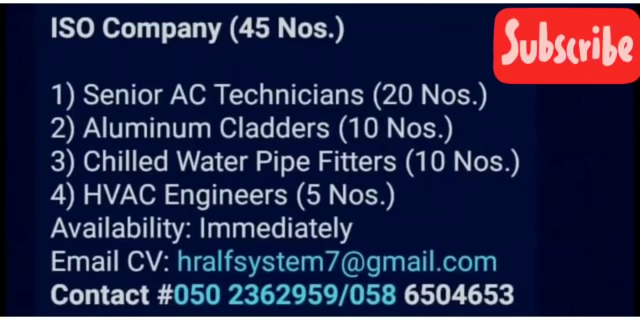 ISO Company (45 Nos.)
Subscribe
1) Senior AC Technicians (20 Nos.)
2) Aluminum Cladders (10 Nos.)
3) Chilled Water Pipe Fitters (10 Nos.)
4) HVAC Engineers (5 Nos.)
Availability: Immediately
Email CV: hralfsystem7@gmail.com
Contact #050 2362959/058 6504653